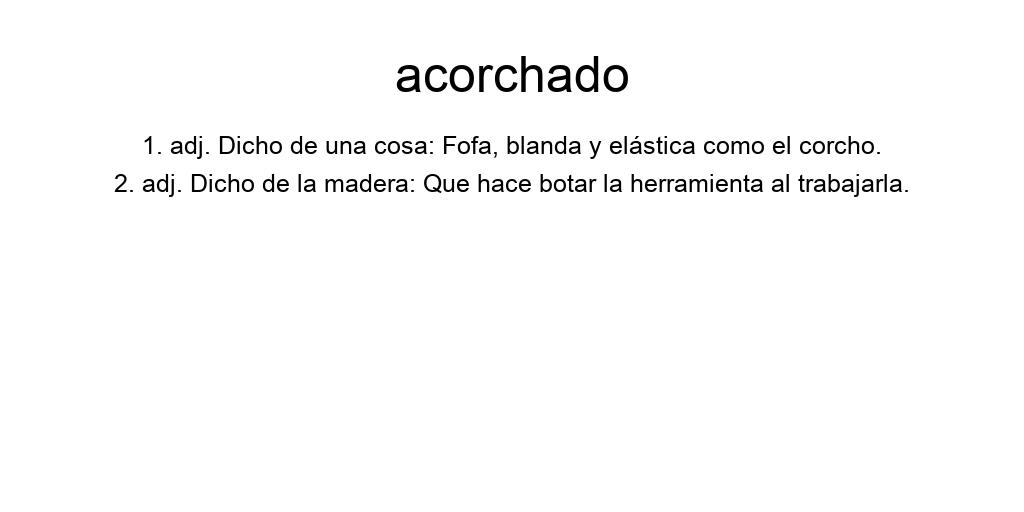 acorchado
1. adj. Dicho de una cosa: Fofa, blanda y elástica como el corcho.
2. adj. Dicho de la madera: Que hace botar la herramienta al trabajarla.